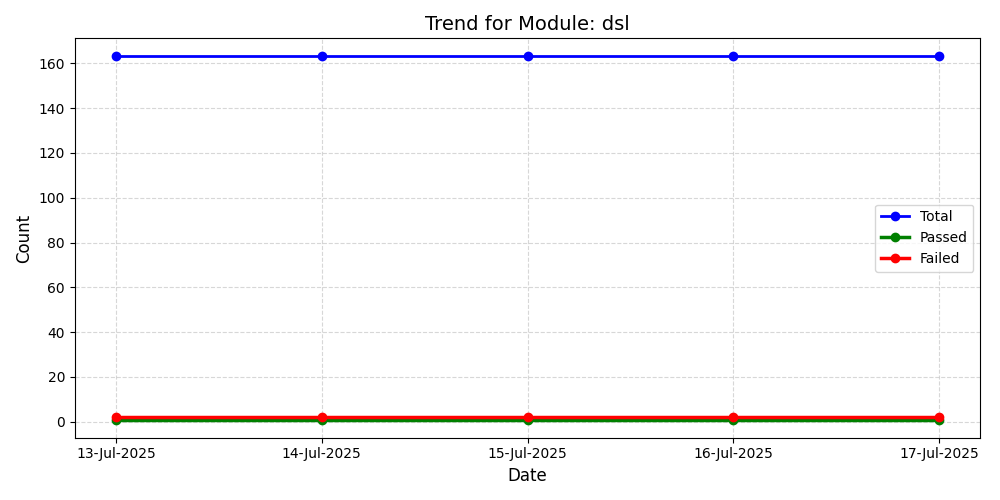 Trend for Module: dsl
Count
160
140
120
100
80
60
40
20
0
Total
Passed
Failed
13-Jul-2025
14-Jul-2025
15-Jul-2025
16-Jul-2025
17-Jul-2025
Date